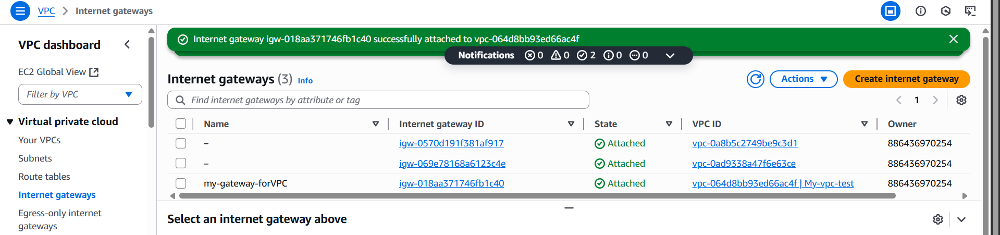 VPC > Internet gateways
VPC dashboard
EC2 Global View
Filter by VPC
Virtual private cloud
Your VPCs
Subnets
Route tables
Internet gateways
Egress-only internet
gateways
Internet gateway igw-018aa371746fb1c40 successfully attached to vpc-064d8bb93ed66ac4f
Notifications 0 0 2 0 0
Internet gateways (3) Info
Actions
Create internet gateway
Find internet gateways by attribute or tag
1
Name Internet gateway ID State VPC ID Owner
– igw-0570d191f381af917 Attached vpc-0a8b5c2749be9c3d1 886436970254
– igw-069e78168a6123c4e Attached vpc-0ad9338a47f6e63ce 886436970254
my-gateway-forVPC igw-018aa371746fb1c40 Attached vpc-064d8bb93ed66ac4f | My-vpc-test 886436970254
Select an internet gateway above